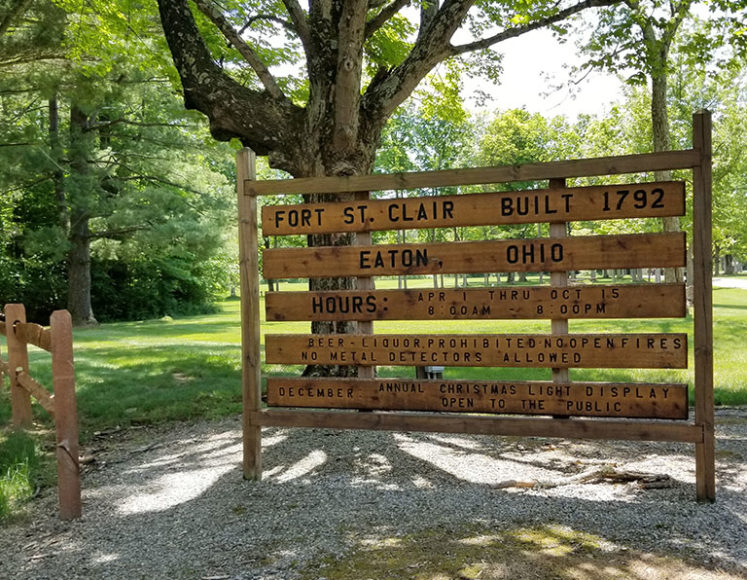 FORT ST. CLAIR BUILT 1792
EATON, OHIO
HOURS: APR 1 THRU OCT 15
8:00AM - 8:00PM
BEER-LIQUOR.PROHIBITED.NO.OPEN FIRES
NO METAL DETECTORS ALLOWED
DECEMBER: ANNUAL CHRISTMAS LIGHT DISPLAY
OPEN TO THE PUBLIC